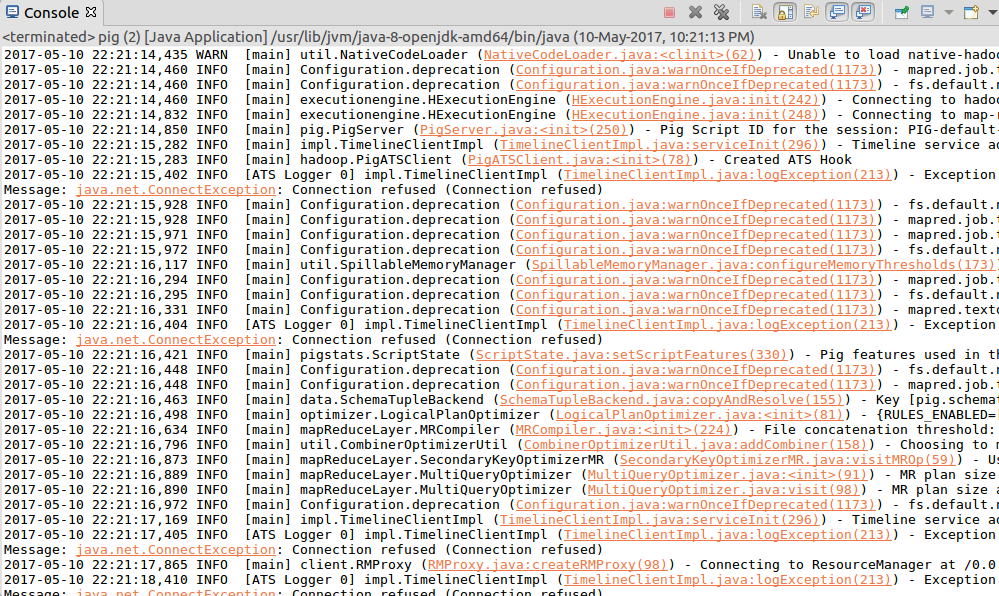 Console
<terminated> pig (2) [Java Application] /usr/lib/jvm/java-8-openjdk-amd64/bin/java (10-May-2017, 10:21:13 PM)
2017-05-10 22:21:14,435 WARN  [main] util.NativeCodeLoader (NativeCodeLoader.java:<clinit>(62)) - Unable to load native-hadoo
2017-05-10 22:21:14,460 INFO  [main] Configuration.deprecation (Configuration.java:warnOnceIfDeprecated(1173)) - mapred.job.t
2017-05-10 22:21:14,460 INFO  [main] Configuration.deprecation (Configuration.java:warnOnceIfDeprecated(1173)) - fs.default.n
2017-05-10 22:21:14,460 INFO  [main] executionengine.HExecutionEngine (HExecutionEngine.java:init(242)) - Connecting to hadoo
2017-05-10 22:21:14,832 INFO  [main] executionengine.HExecutionEngine (HExecutionEngine.java:init(248)) - Connecting to map-r
2017-05-10 22:21:14,850 INFO  [main] pig.PigServer (PigServer.java:<init>(250)) - Pig Script ID for the session: PIG-default-
2017-05-10 22:21:15,282 INFO  [main] impl.TimelineClientImpl (TimelineClientImpl.java:serviceInit(296)) - Timeline service ad
2017-05-10 22:21:15,283 INFO  [main] hadoop.PigATSClient (PigATSClient.java:<init>(78)) - Created ATS Hook
2017-05-10 22:21:15,402 INFO  [ATS Logger 0] impl.TimelineClientImpl (TimelineClientImpl.java:logException(213)) - Exception
Message: java.net.ConnectException: Connection refused (Connection refused)
2017-05-10 22:21:15,928 INFO  [main] Configuration.deprecation (Configuration.java:warnOnceIfDeprecated(1173)) - fs.default.n
2017-05-10 22:21:15,928 INFO  [main] Configuration.deprecation (Configuration.java:warnOnceIfDeprecated(1173)) - mapred.job.t
2017-05-10 22:21:15,971 INFO  [main] Configuration.deprecation (Configuration.java:warnOnceIfDeprecated(1173)) - mapred.job.t
2017-05-10 22:21:15,972 INFO  [main] Configuration.deprecation (Configuration.java:warnOnceIfDeprecated(1173)) - fs.default.n
2017-05-10 22:21:16,117 INFO  [main] util.SpillableMemoryManager (SpillableMemoryManager.java:configureMemoryThresholds(173))
2017-05-10 22:21:16,294 INFO  [main] Configuration.deprecation (Configuration.java:warnOnceIfDeprecated(1173)) - mapred.job.t
2017-05-10 22:21:16,295 INFO  [main] Configuration.deprecation (Configuration.java:warnOnceIfDeprecated(1173)) - fs.default.n
2017-05-10 22:21:16,331 INFO  [main] Configuration.deprecation (Configuration.java:warnOnceIfDeprecated(1173)) - mapred.texto
2017-05-10 22:21:16,404 INFO  [ATS Logger 0] impl.TimelineClientImpl (TimelineClientImpl.java:logException(213)) - Exception
Message: java.net.ConnectException: Connection refused (Connection refused)
2017-05-10 22:21:16,421 INFO  [main] pigstats.ScriptState (ScriptState.java:setScriptFeatures(330)) - Pig features used in th
2017-05-10 22:21:16,448 INFO  [main] Configuration.deprecation (Configuration.java:warnOnceIfDeprecated(1173)) - fs.default.n
2017-05-10 22:21:16,448 INFO  [main] Configuration.deprecation (Configuration.java:warnOnceIfDeprecated(1173)) - mapred.job.t
2017-05-10 22:21:16,463 INFO  [main] data.SchemaTupleBackend (SchemaTupleBackend.java:copyAndResolve(155)) - Key [pig.schemat
2017-05-10 22:21:16,498 INFO  [main] optimizer.LogicalPlanOptimizer (LogicalPlanOptimizer.java:<init>(81)) - {RULES_ENABLED=
2017-05-10 22:21:16,634 INFO  [main] mapReduceLayer.MRCompiler (MRCompiler.java:<init>(224)) - File concatenation threshold:
2017-05-10 22:21:16,796 INFO  [main] util.CombinerOptimizerUtil (CombinerOptimizerUtil.java:addCombiner(158)) - Choosing to m
2017-05-10 22:21:16,873 INFO  [main] mapReduceLayer.SecondaryKeyOptimizerMR (SecondaryKeyOptimizerMR.java:visitMROp(59)) - Us
2017-05-10 22:21:16,889 INFO  [main] mapReduceLayer.MultiQueryOptimizer (MultiQueryOptimizer.java:<init>(91)) - MR plan size
2017-05-10 22:21:16,890 INFO  [main] mapReduceLayer.MultiQueryOptimizer (MultiQueryOptimizer.java:visit(98)) - MR plan size a
2017-05-10 22:21:16,972 INFO  [main] Configuration.deprecation (Configuration.java:warnOnceIfDeprecated(1173)) - fs.default.n
2017-05-10 22:21:17,169 INFO  [main] impl.TimelineClientImpl (TimelineClientImpl.java:serviceInit(296)) - Timeline service ad
2017-05-10 22:21:17,405 INFO  [ATS Logger 0] impl.TimelineClientImpl (TimelineClientImpl.java:logException(213)) - Exception
Message: java.net.ConnectException: Connection refused (Connection refused)
2017-05-10 22:21:17,865 INFO  [main] client.RMProxy (RMProxy.java:createRMProxy(98)) - Connecting to ResourceManager at /0.0
2017-05-10 22:21:18,410 INFO  [ATS Logger 0] impl.TimelineClientImpl (TimelineClientImpl.java:logException(213)) - Exception
Message: java.net.ConnectException: Connection refused (Connection refused)